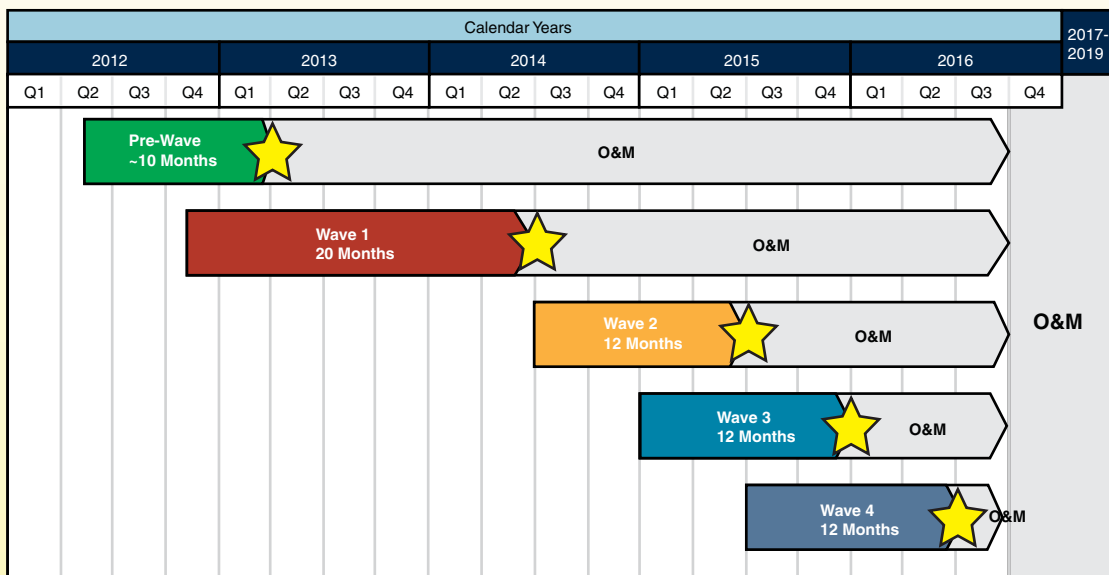 Calendar Years
2017-
2019
2012 2013 2014 2015 2016
Q1 Q2 Q3 Q4 Q1 Q2 Q3 Q4 Q1 Q2 Q3 Q4 Q1 Q2 Q3 Q4 Q1 Q2 Q3 Q4
Pre-Wave
~10 Months
O&M
Wave 1
20 Months
O&M
Wave 2
12 Months
O&M
O&M
Wave 3
12 Months
O&M
Wave 4
12 Months
O&M